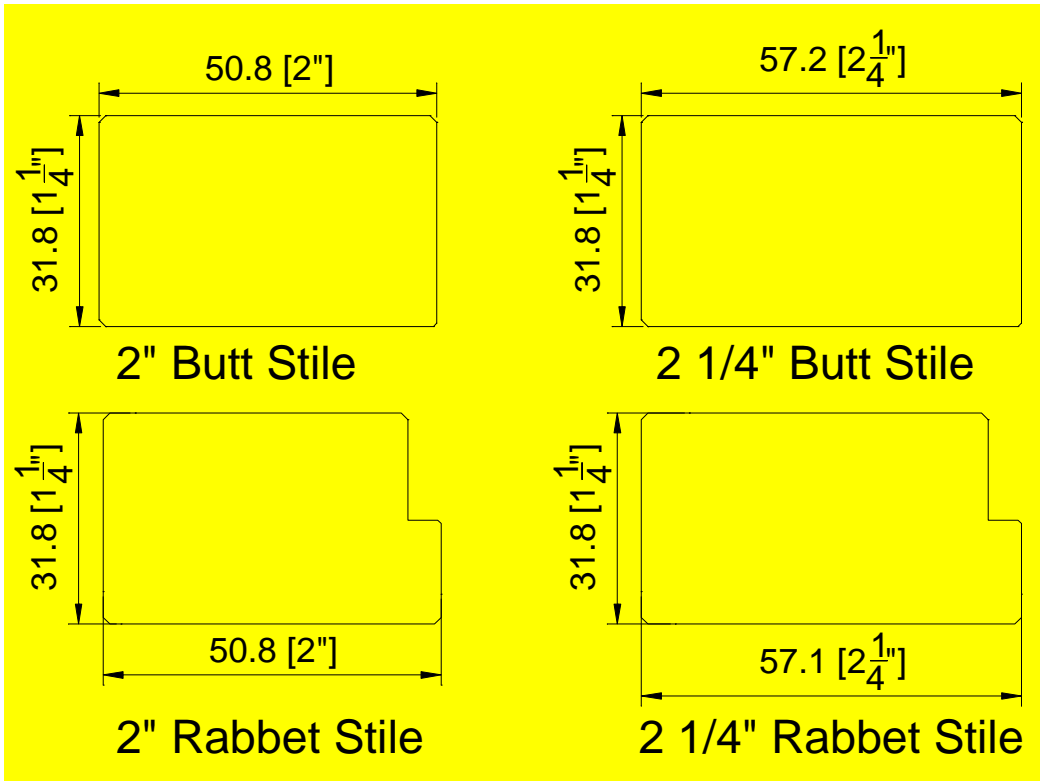 50.8 [2"]
57.2 [2 1/4"]
31.8 [1 1/4"]
31.8 [1 1/4"]
2" Butt Stile
2 1/4" Butt Stile
31.8 [1 1/4"]
31.8 [1 1/4"]
50.8 [2"]
57.1 [2 1/4"]
2" Rabbet Stile
2 1/4" Rabbet Stile